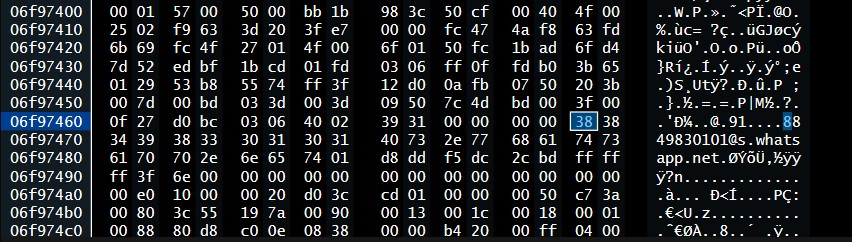 06f97400 00 01 57 00 50 00 bb 1b 98 3c 50 cf 00 40 4f 00 ..W.P.».˜<PÏ.@O.
06f97410 25 02 f9 63 3d 20 3f e7 00 fc 47 4a f8 63 fd %.ùc= ?ç..üGJøcý
06f97420 6b 69 fc 4f 27 01 4f 00 6f 01 50 fc 1b ad 6f d4 kiüO'.O.o.Pü..oÔ
06f97430 7d 52 ed bf 1b cd 01 fd 03 06 ff 0f fd b0 3b 65 }Rí¿.Í.ý..ÿ.ý°;e
06f97440 01 29 53 b8 55 74 ff 3f 12 d0 0a fb 07 50 20 3b .)S¸Utÿ?.Ð.û.P ;
06f97450 00 7d 00 bd 03 3d 00 3d 09 50 7c 4d bd 00 3f 00 .}.½.=.=.P|M½.?.
06f97460 0f 27 d0 bc 03 06 40 02 39 31 00 00 00 00 38 38 .'Ð¼..@.91....88
06f97470 34 39 38 33 30 31 30 31 40 73 2e 77 68 61 74 73 49830101@s.whats
06f97480 61 70 70 2e 6e 65 74 01 d8 dd f5 dc 2c bd ff ff app.net.ØÝõÜ,½ÿÿ
06f97490 ff 3f 6e 00 00 00 00 00 00 00 00 00 00 00 00 00 ÿ?n.............
06f974a0 00 e0 10 00 00 20 d0 3c cd 01 00 00 00 50 c7 3a .à... Ð<Í....PÇ:
06f974b0 00 80 3c 55 19 7a 00 90 00 13 00 1c 00 18 00 01 .€<U.z..........
06f974c0 00 88 80 d8 c0 0e 08 38 00 00 b4 20 00 ff 04 00 .ˆ€ØÀ..8..´ .ÿ..